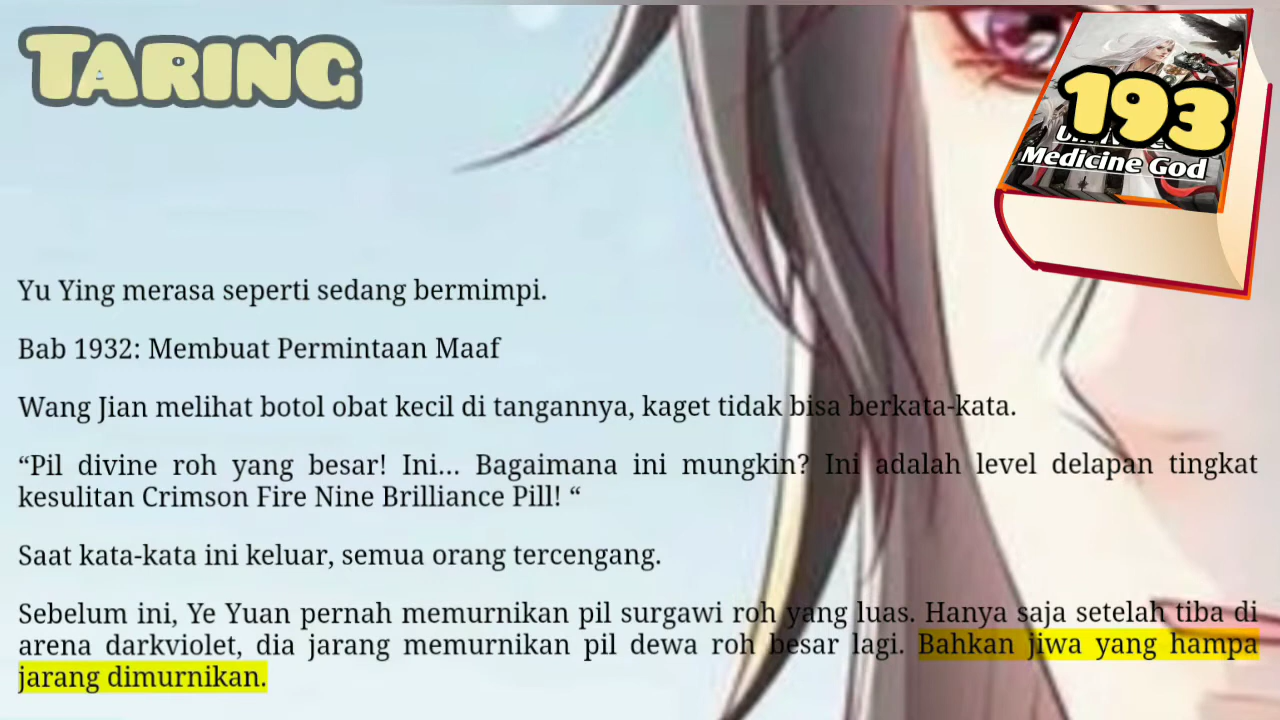 TARING
193
Medicine God
Yu Ying merasa seperti sedang bermimpi.
Bab 1932: Membuat Permintaan Maaf
Wang Jian melihat botol obat kecil di tangannya, kaget tidak bisa berkata-kata.
“Pil divine roh yang besar! Ini... Bagaimana ini mungkin? Ini adalah level delapan tingkat
kesulitan Crimson Fire Nine Brilliance Pill! “
Saat kata-kata ini keluar, semua orang tercengang.
Sebelum ini, Ye Yuan pernah memurnikan pil surgawi roh yang luas. Hanya saja setelah tiba di
arena darkviolet, dia jarang memurnikan pil dewa roh besar lagi. Bahkan jiwa yang hampa
jarang dimurnikan.